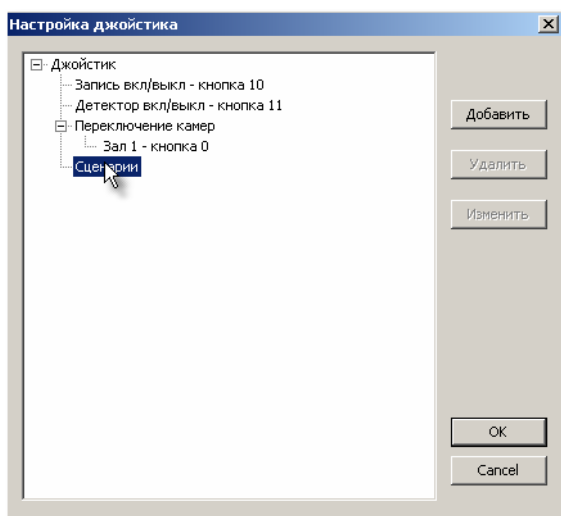 Настройка джойстика
Джойстик
Запись вкл/выкл - кнопка 10
Детектор вкл/выкл - кнопка 11
Переключение камер
Зал 1 - кнопка 0
Сценарии
Добавить
Удалить
Изменить
OK
Cancel